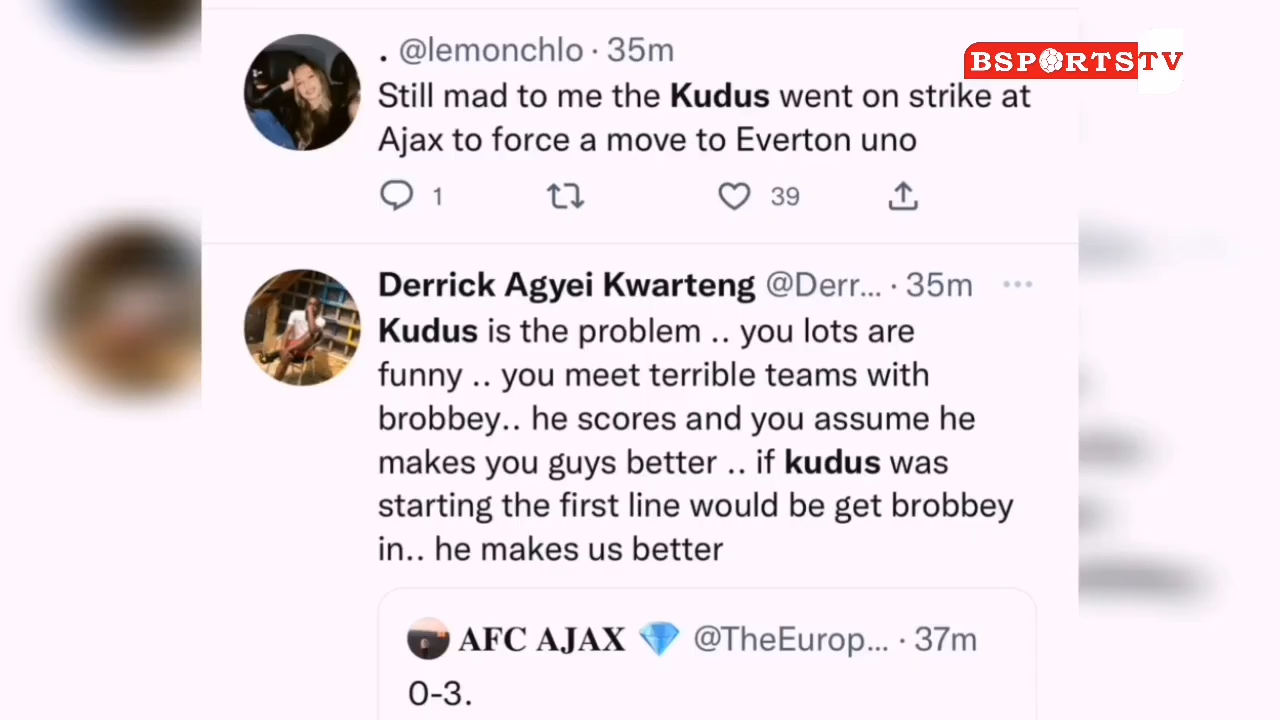 BSPORTSTV
. @lemonchlo · 35m
Still mad to me the Kudus went on strike at
Ajax to force a move to Everton uno
1 39
Derrick Agyei Kwarteng @Derr... · 35m
Kudus is the problem .. you lots are
funny .. you meet terrible teams with
brobbey.. he scores and you assume he
makes you guys better .. if kudus was
starting the first line would be get brobbey
in.. he makes us better
AFC AJAX 💎 @TheEurop... · 37m
0-3.